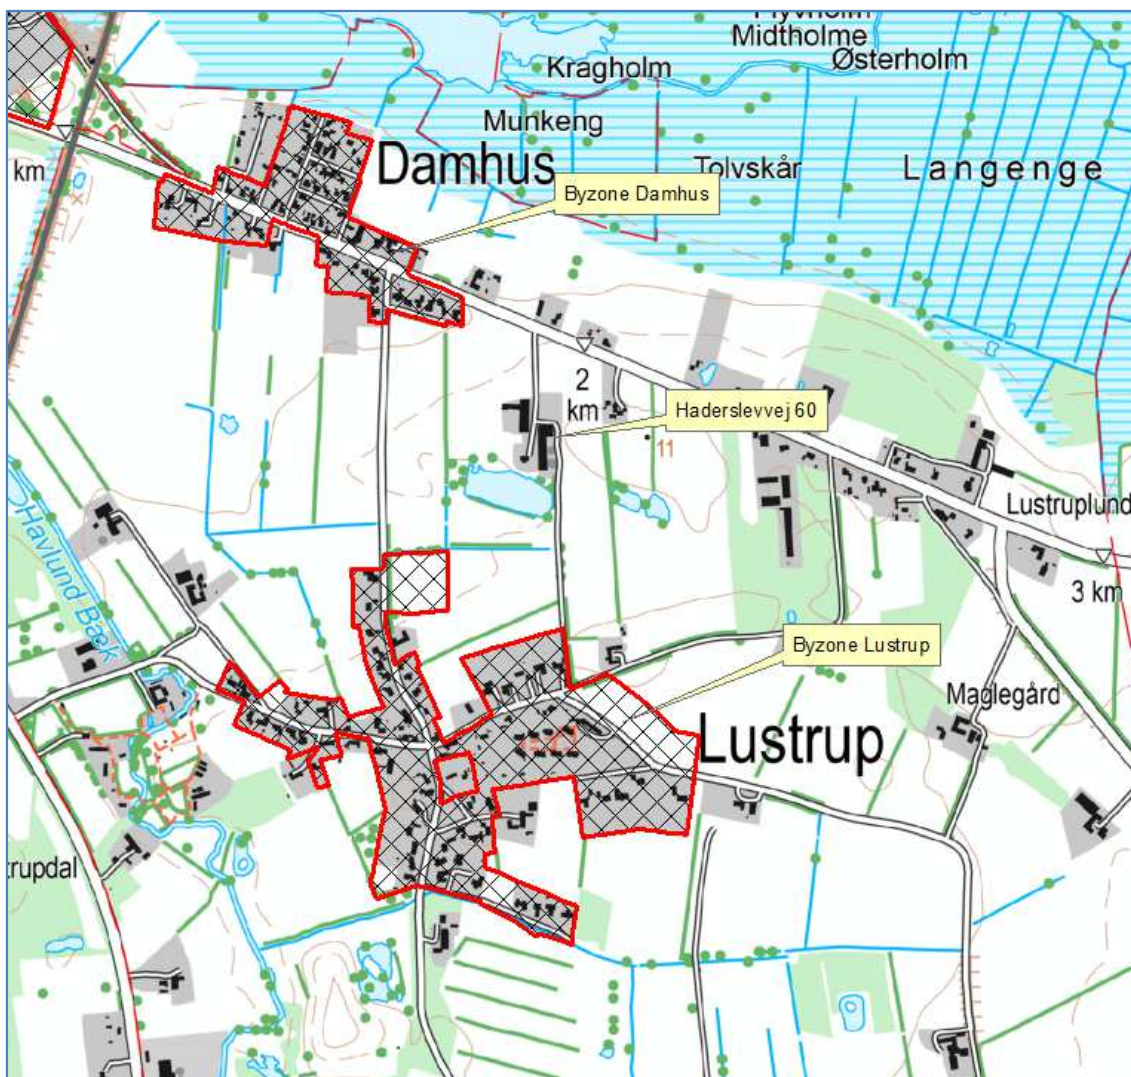 Midtholme
Østerholm
Kragholm
Munkeng
Damhus
Tolvskår
Langenge
km
Byzone Damhus
2
km
Haderslevvej 60
11
Lustruplund
Havlund Bæk
3 km
Byzone Lustrup
Maglegård
Lustrup
trupdal